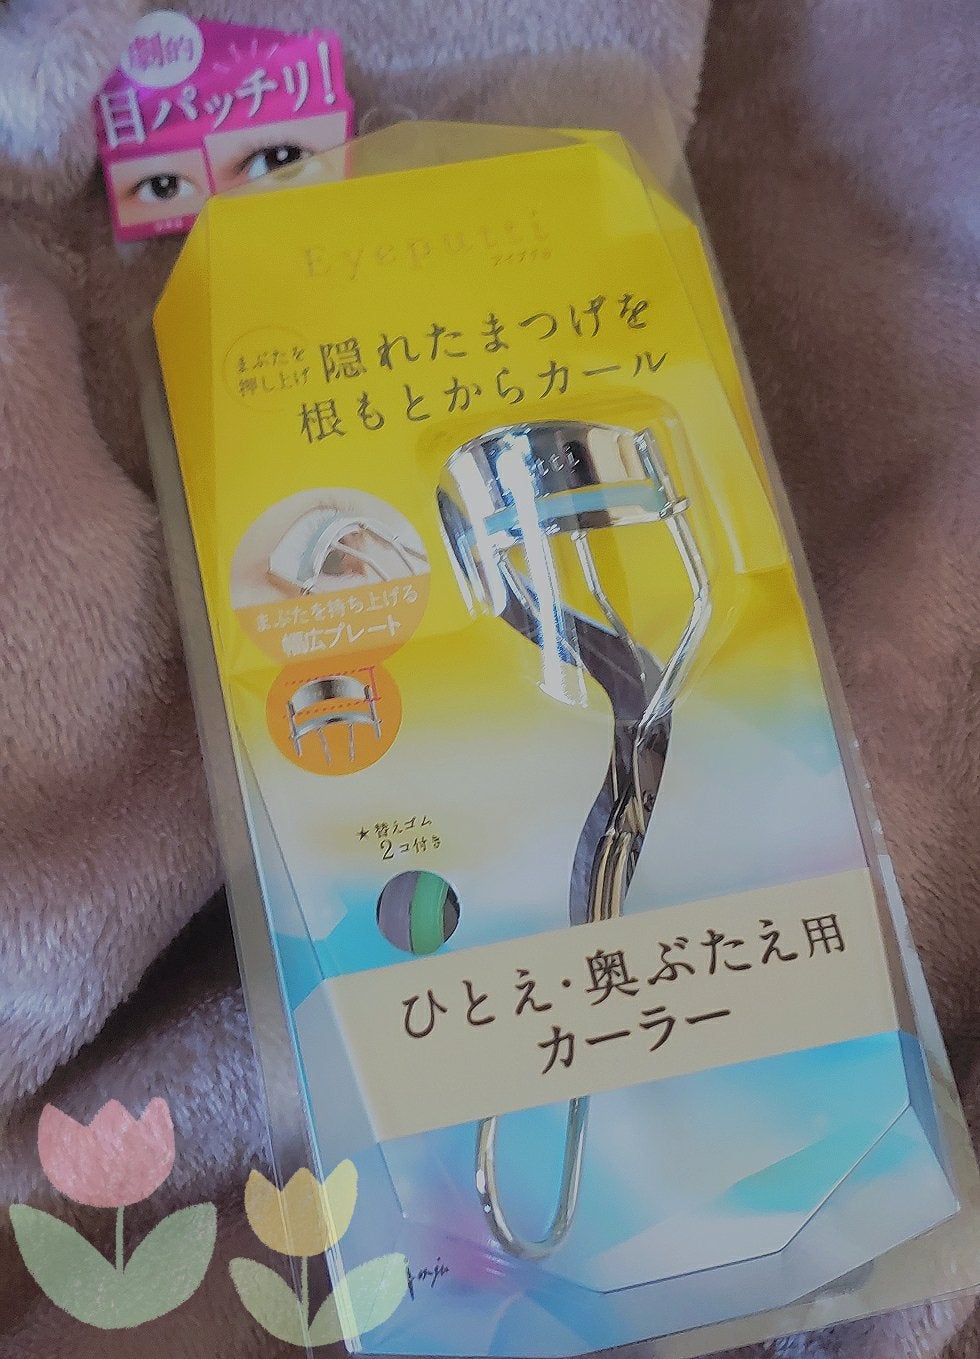 劇的
目パッチリ!
Eyeputti
アイプチ®
まぶたを
押し上げ
隠れたまつげを
根もとからカール
まぶたを持ち上げる
幅広プレート
★替えゴム
2コ付き
ひとえ・奥ぶたえ用
カーラー